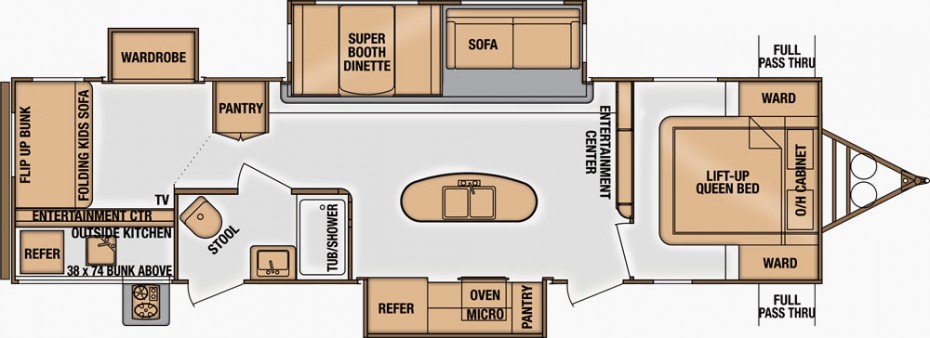 WARDROBE
SUPER
BOOTH
DINETTE
SOFA
FULL
PASS THRU
FLIP UP BUNK
FOLDING KIDS SOFA
PANTRY
ENTERTAINMENT
CENTER
WARD
LIFT-UP
QUEEN BED
O/H CABINET
TV
ENTERTAINMENT CTR
OUTSIDE KITCHEN
REFER
38 x 74 BUNK ABOVE
STOOL
TUB/SHOWER
WARD
REFER
OVEN
MICRO
PANTRY
FULL
PASS THRU